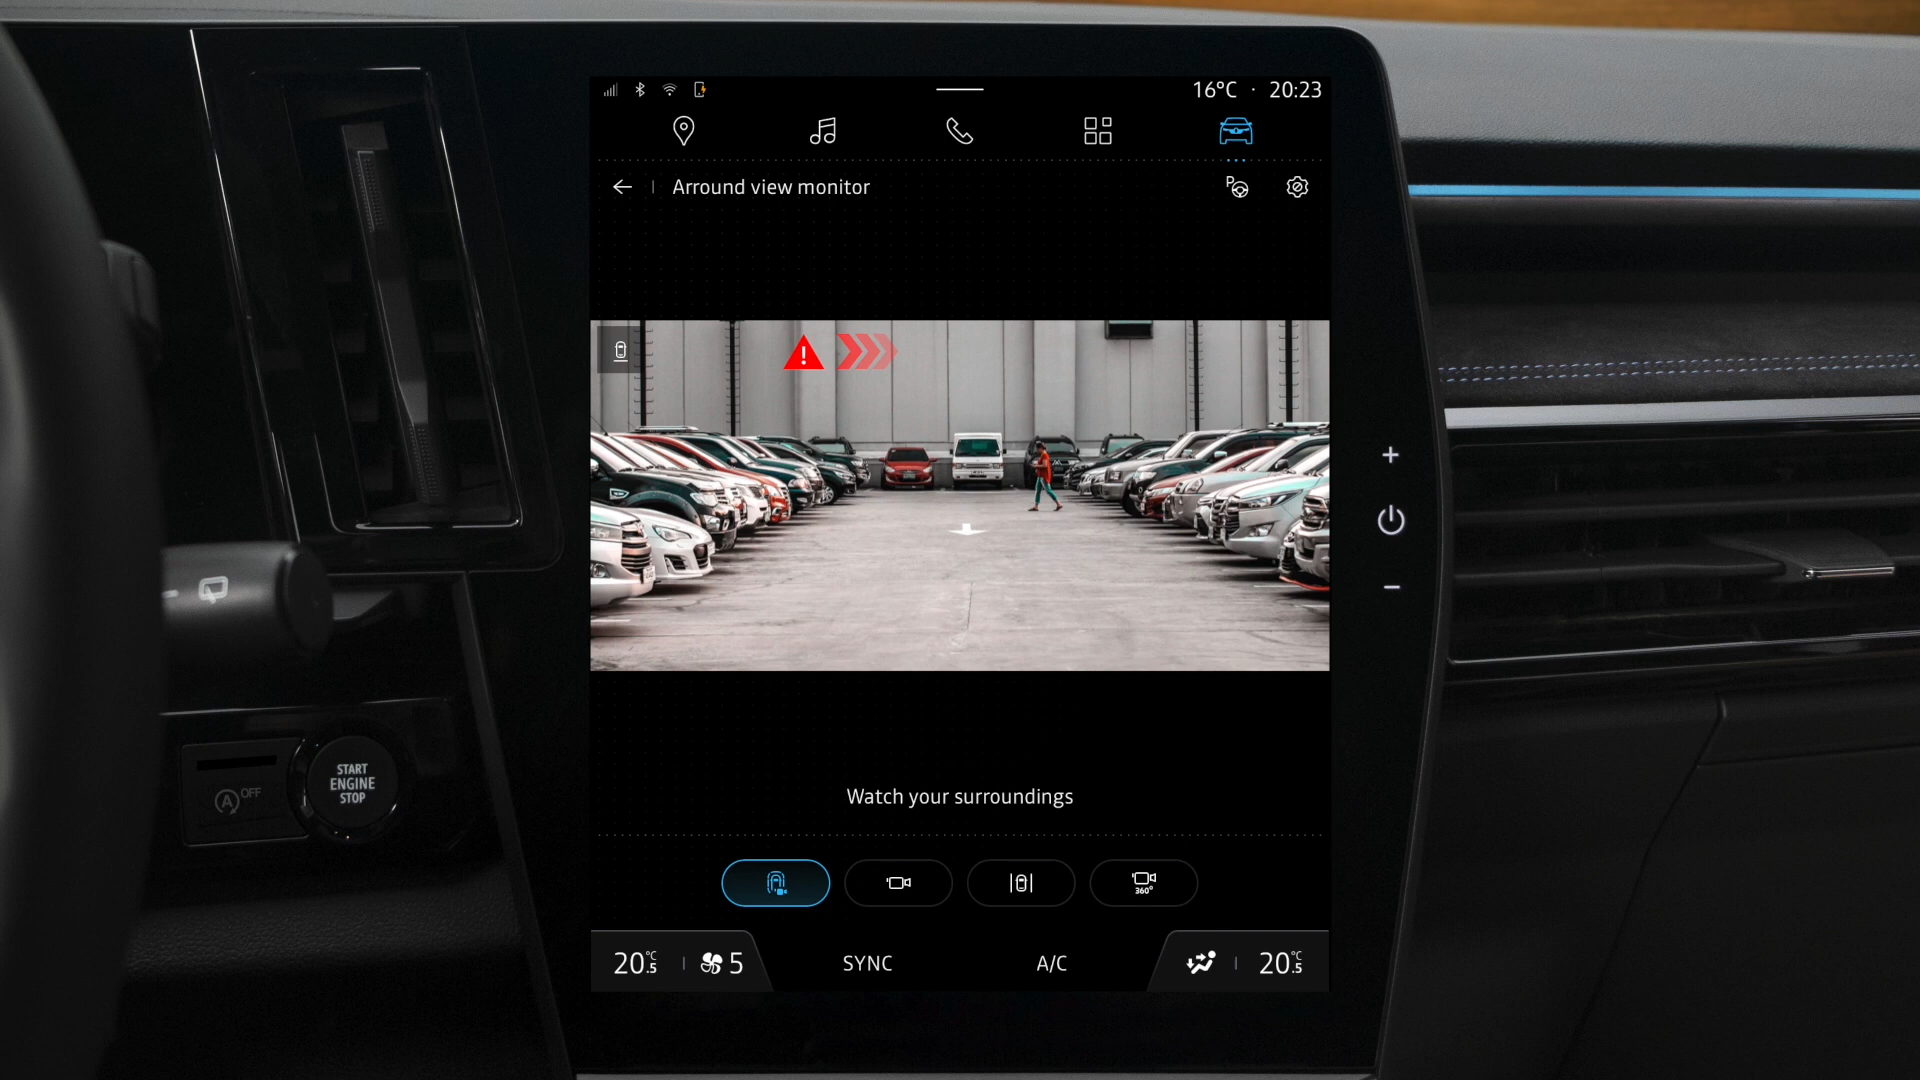 16°C · 20:23
P
Arround view monitor
START
ENGINE
STOP
A OFF
Watch your surroundings
360°
20.5 °C
5
SYNC
A/C
20.5 °C